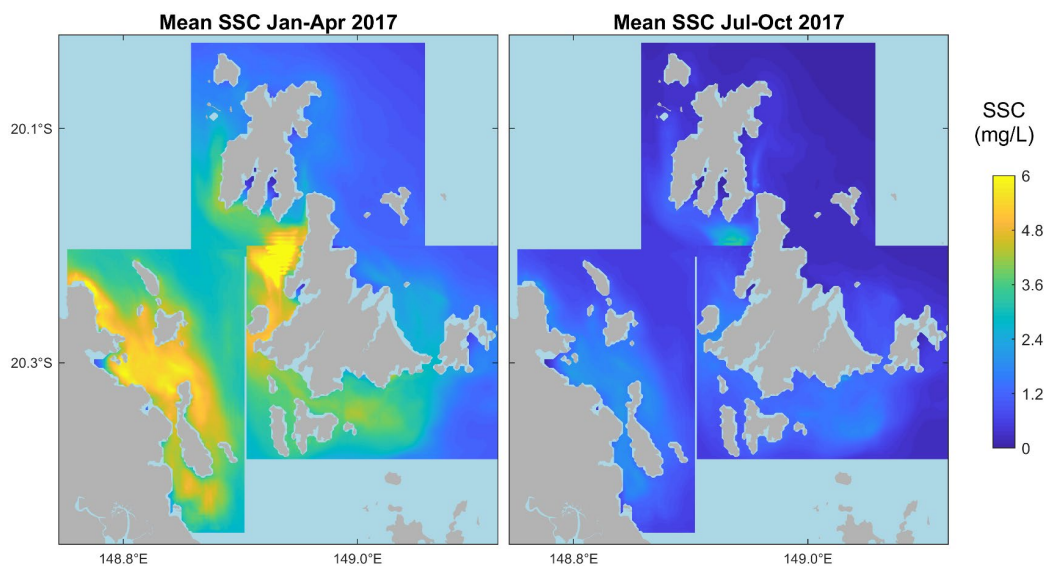 Mean SSC Jan-Apr 2017
Mean SSC Jul-Oct 2017
SSC
(mg/L)
20.1°S
20.3°S
6
4.8
3.6
2.4
1.2
0
148.8°E
149.0°E
148.8°E
149.0°E